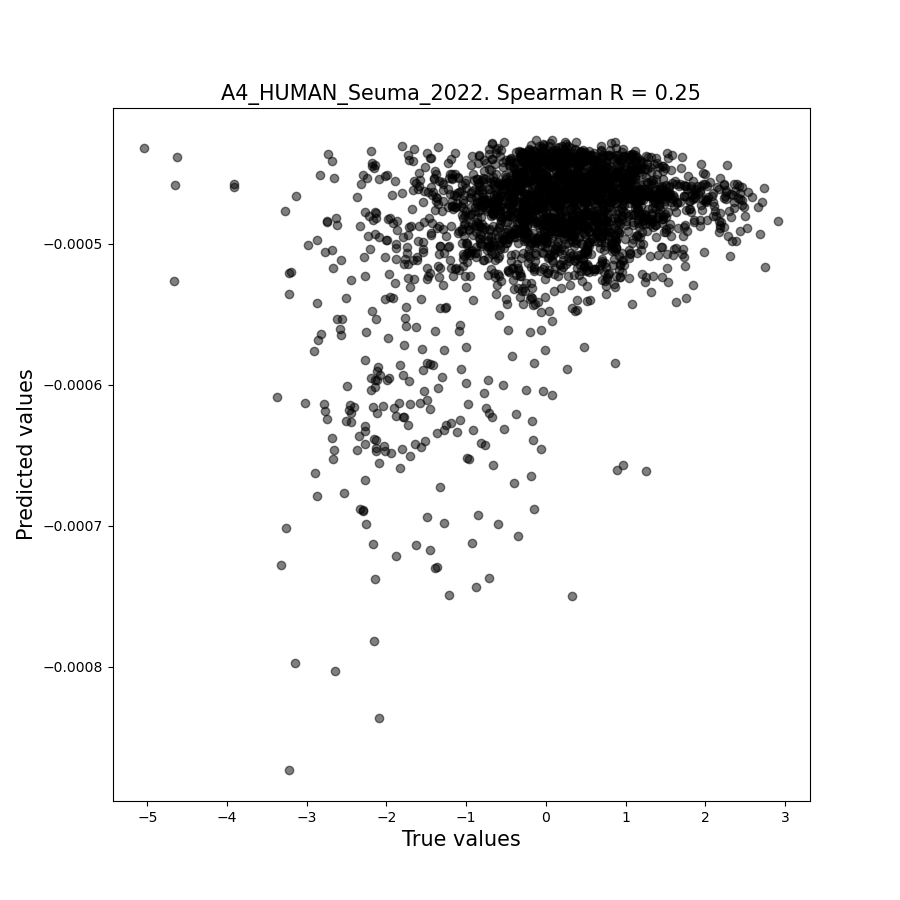 A4_HUMAN_Seuma_2022. Spearman R = 0.25
Predicted values
−0.0005
−0.0006
−0.0007
−0.0008
−5 −4 −3 −2 −1 0 1 2 3
True values